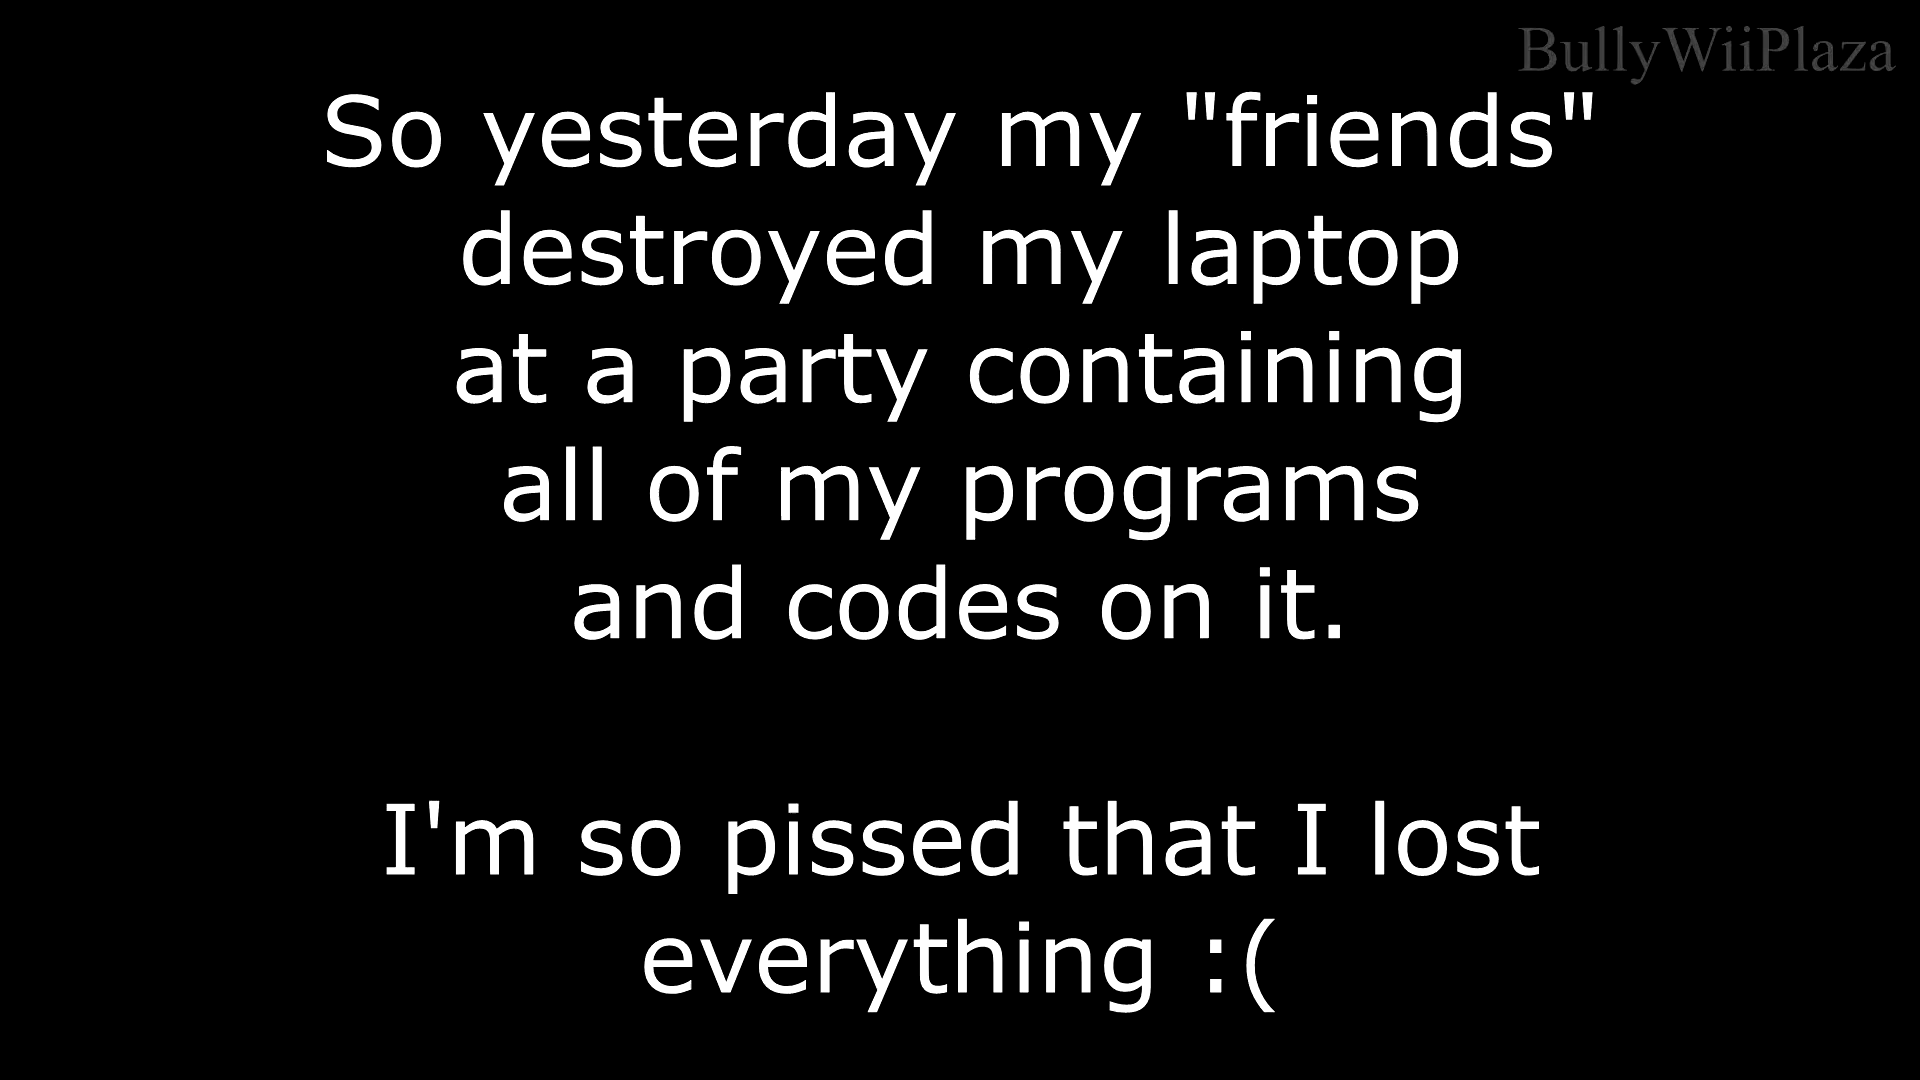 BullyWiiPlaza
So yesterday my "friends"
destroyed my laptop
at a party containing
all of my programs
and codes on it.
I'm so pissed that I lost
everything :(